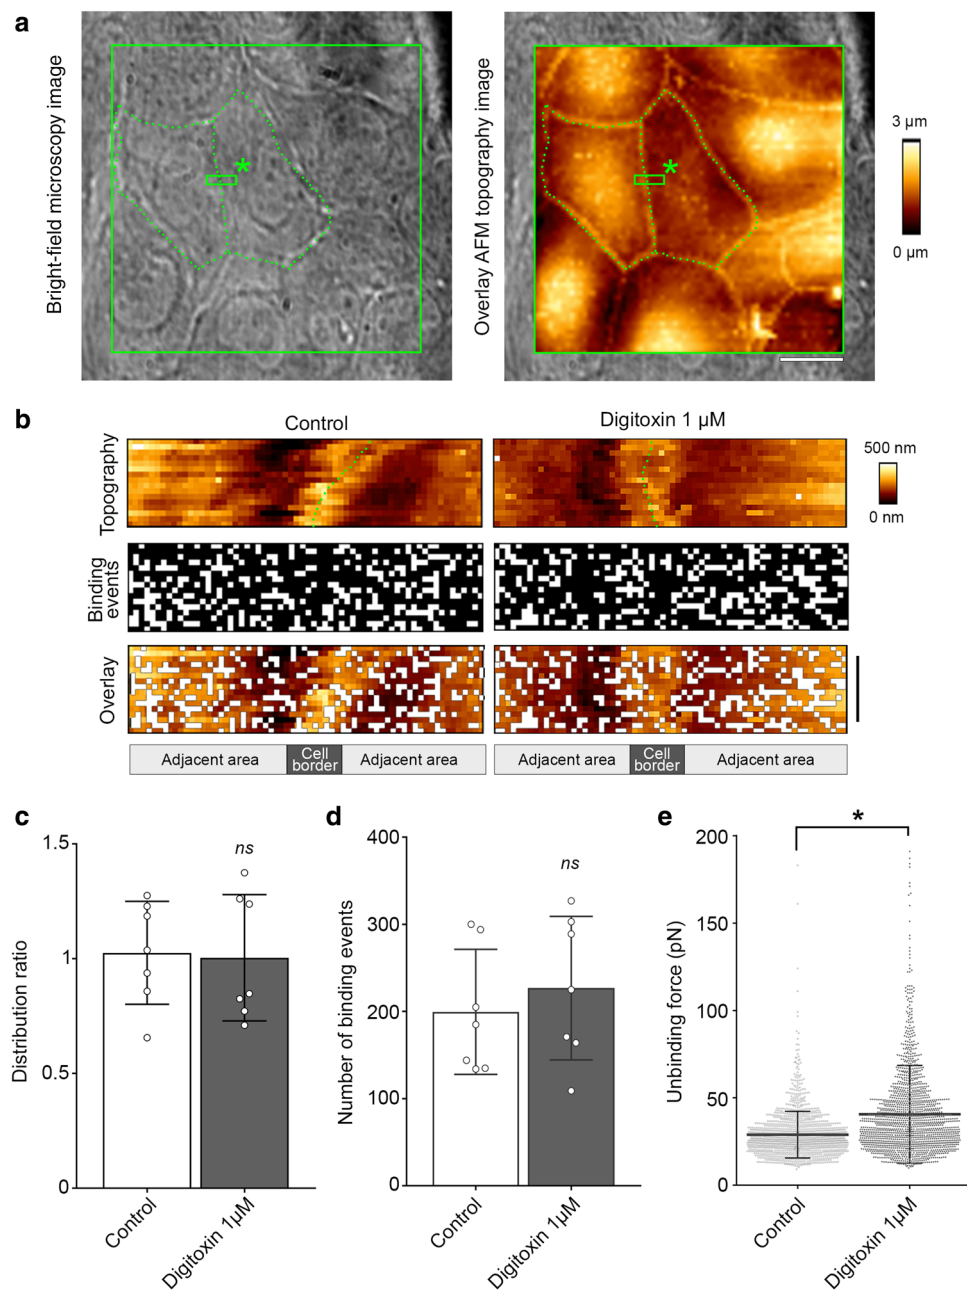 a
Bright-field microscopy image
Overlay AFM topography image
3 µm
0 µm
*
*
b
Control
Digitoxin 1 µM
Topography
500 nm
0 nm
Binding
events
Overlay
Adjacent area
Cell
border
Adjacent area
Adjacent area
Cell
border
Adjacent area
c
Distribution ratio
1.5
1
0.5
0
ns
Control
Digitoxin 1µM
d
Number of binding events
400
300
200
100
0
ns
Control
Digitoxin 1µM
e
Unbinding force (pN)
200
150
100
50
0
*
Control
Digitoxin 1µM